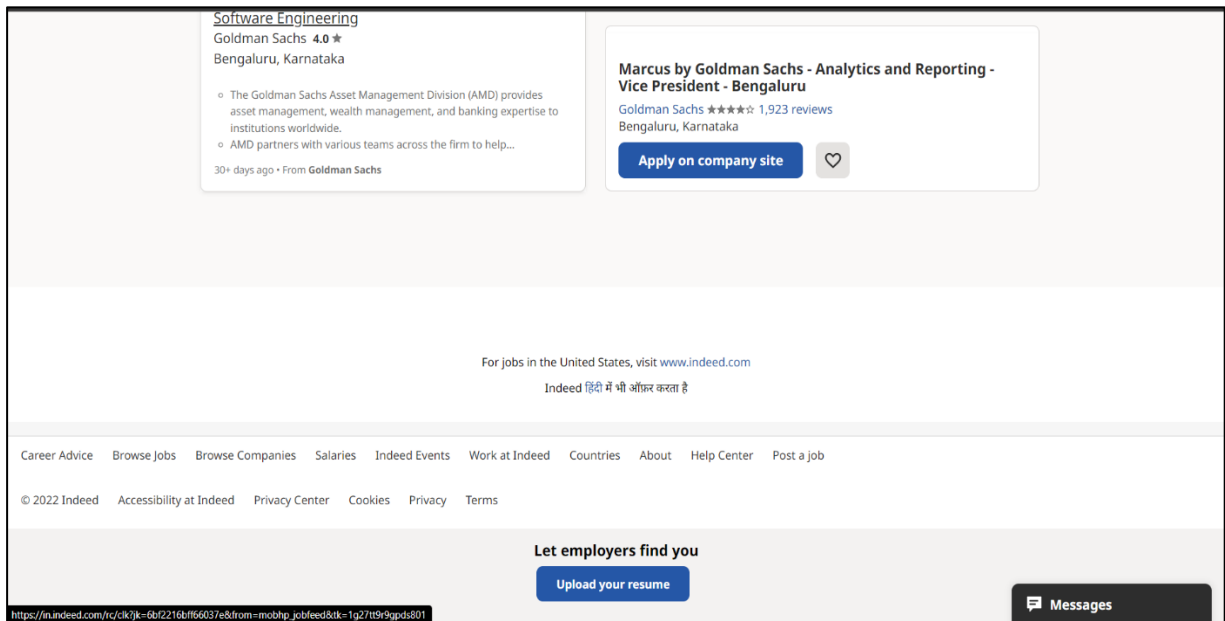 Software Engineering
Goldman Sachs 4.0 ★
Bengaluru, Karnataka
The Goldman Sachs Asset Management Division (AMD) provides
asset management, wealth management, and banking expertise to
institutions worldwide.
AMD partners with various teams across the firm to help...
30+ days ago • From Goldman Sachs
Marcus by Goldman Sachs - Analytics and Reporting -
Vice President - Bengaluru
Goldman Sachs ★★★★☆ 1,923 reviews
Bengaluru, Karnataka
Apply on company site
For jobs in the United States, visit www.indeed.com
Indeed हिंदी में भी ऑफ़र करता है
Career Advice Browse Jobs Browse Companies Salaries Indeed Events Work at Indeed Countries About Help Center Post a job
© 2022 Indeed Accessibility at Indeed Privacy Center Cookies Privacy Terms
Let employers find you
Upload your resume
Messages
https://in.indeed.com/rc/clk?jk=6bf2216bff66037e&from=mobhp_jobfeed&tk=1g27tt9r9gpds801